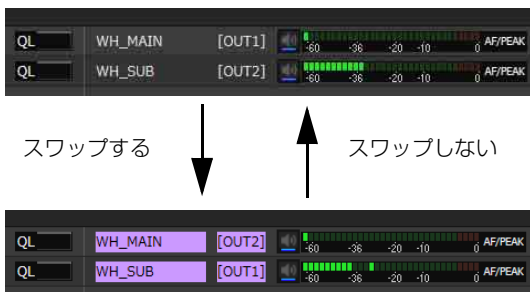 QL WH_MAIN [OUT1] -60 -36 -20 -10 0 AF/PEAK
QL WH_SUB [OUT2] -60 -36 -20 -10 0 AF/PEAK
スワップする スワップしない
QL WH_MAIN [OUT2] -60 -36 -20 -10 0 AF/PEAK
QL WH_SUB [OUT1] -60 -36 -20 -10 0 AF/PEAK